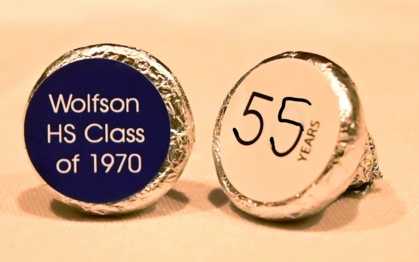 Wolfson
HS Class
of 1970
55
YEARS